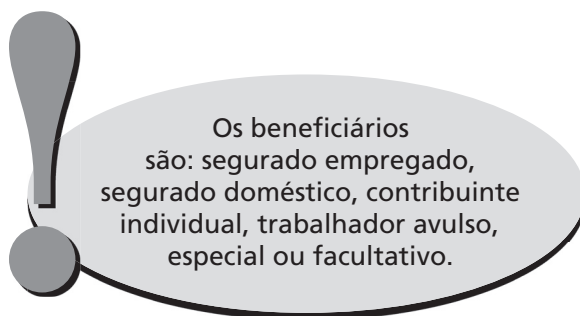 Os beneficiários
são: segurado empregado,
segurado doméstico, contribuinte
individual, trabalhador avulso,
especial ou facultativo.